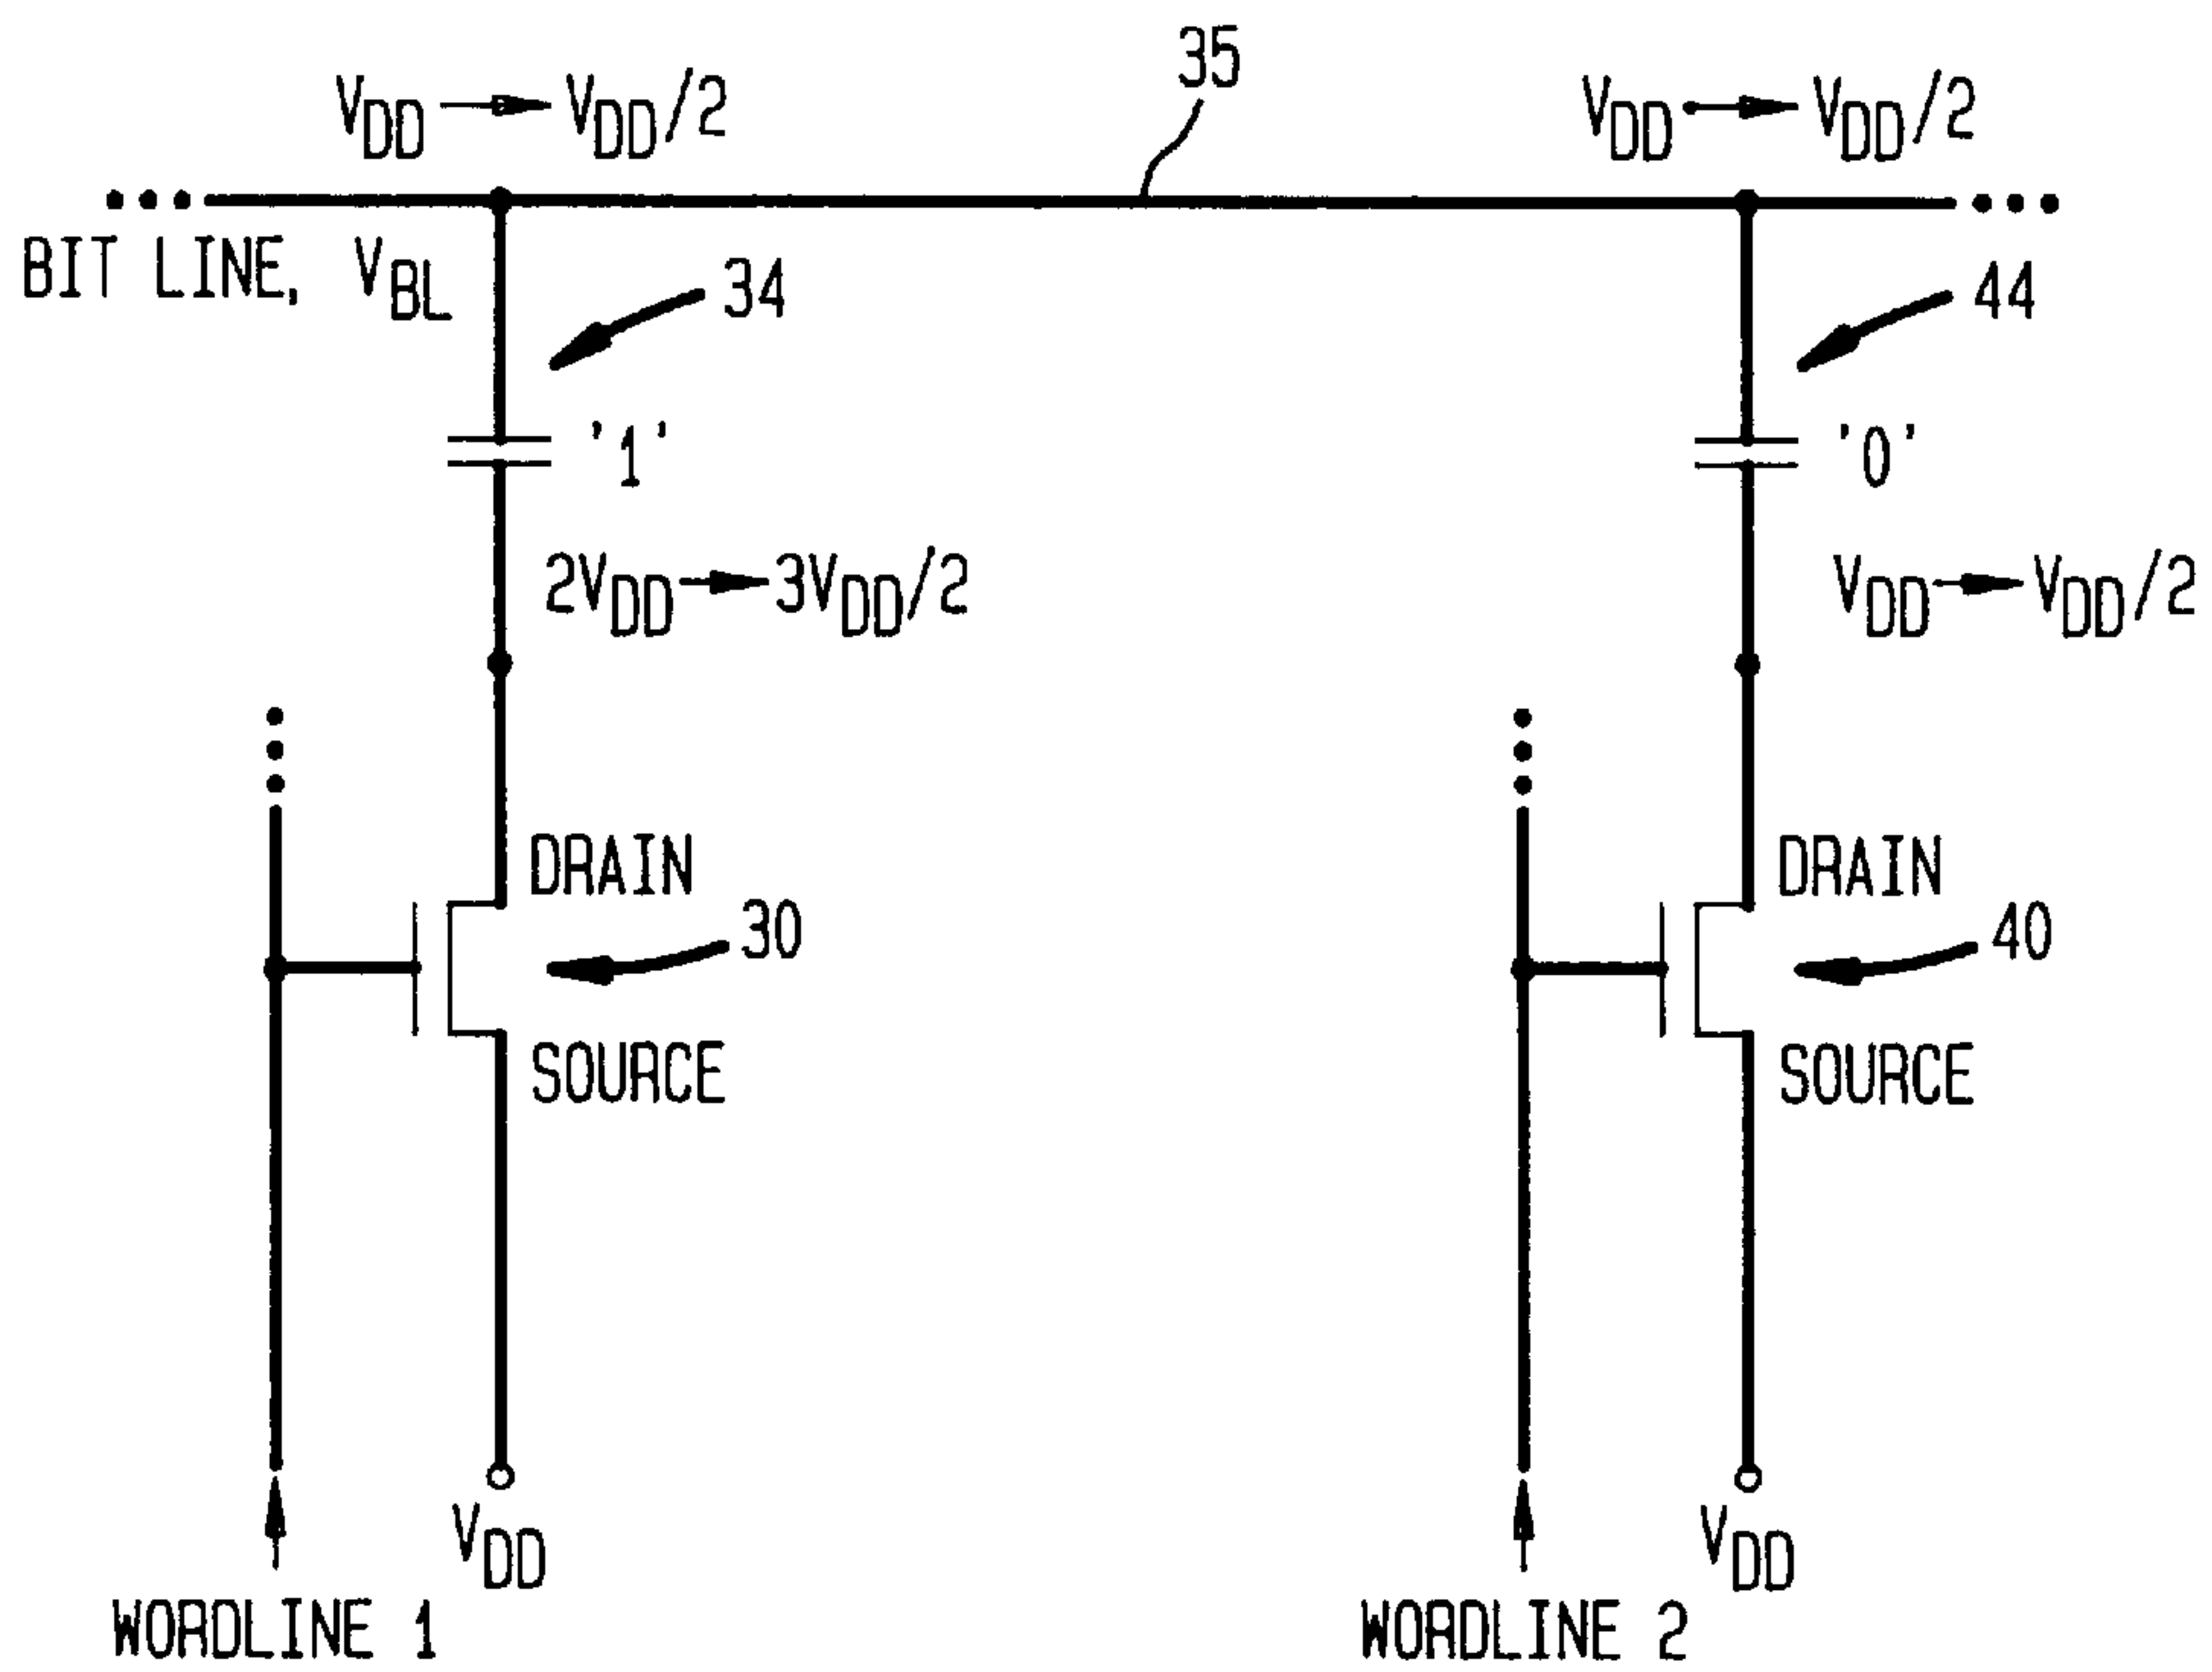 35
V_DD → V_DD/2
V_DD → V_DD/2
BIT LINE, V_BL
34
44
'1'
'0'
2V_DD → 3V_DD/2
V_DD → V_DD/2
DRAIN
DRAIN
30
40
SOURCE
SOURCE
V_DD
V_DD
WORDLINE 1
WORDLINE 2